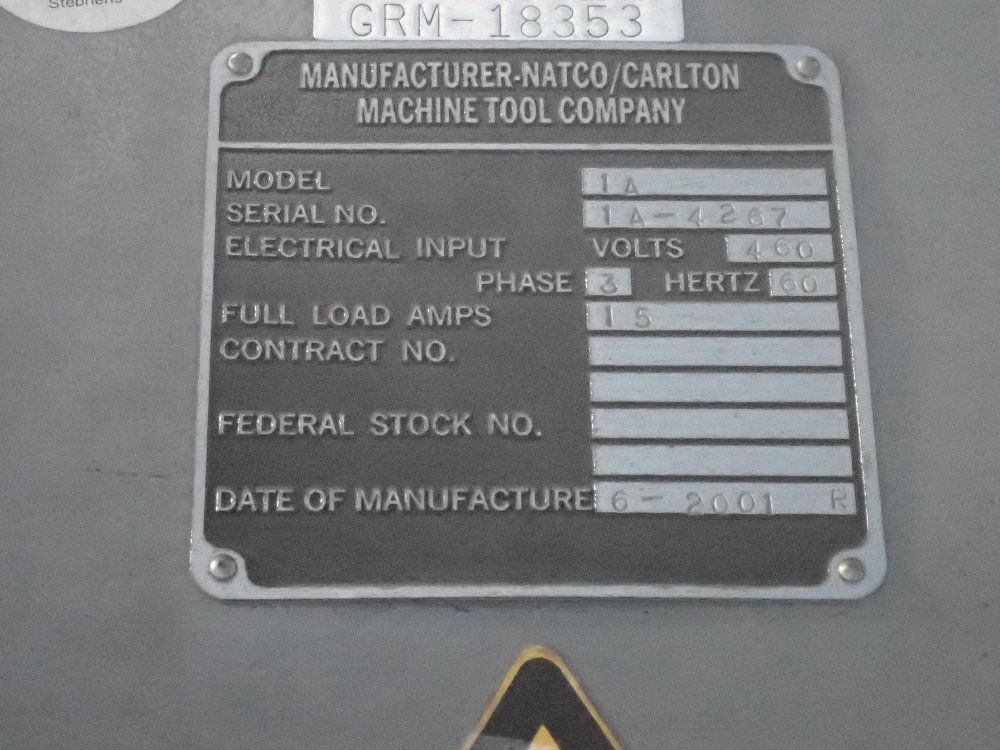 Stebriens
GRM-18353
MANUFACTURER-NATCO/CARLTON
MACHINE TOOL COMPANY
MODEL 1A
SERIAL NO. 1A-4267
ELECTRICAL INPUT VOLTS 460
PHASE 3 HERTZ 60
FULL LOAD AMPS 15
CONTRACT NO.
FEDERAL STOCK NO.
DATE OF MANUFACTURE 6-2001 R